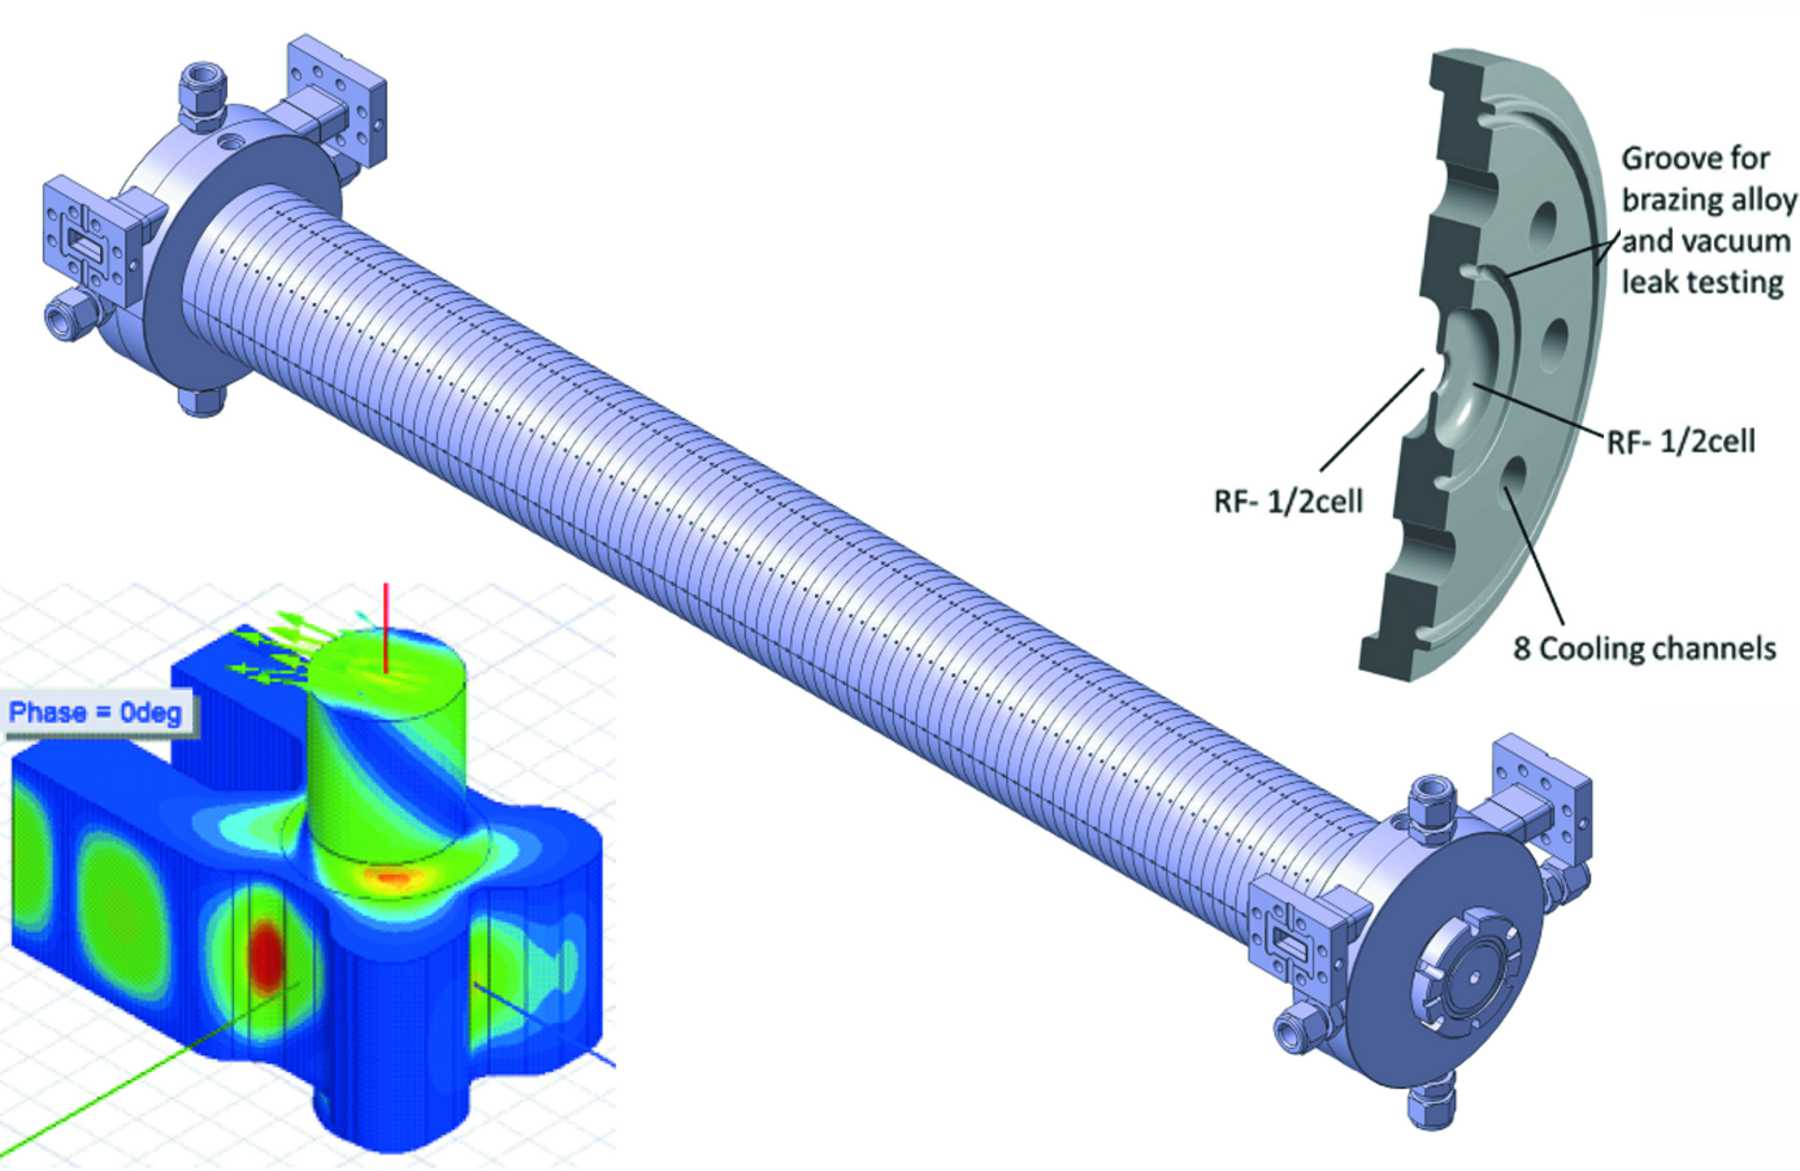 Groove for
brazing alloy
and vacuum
leak testing
RF- 1/2cell
RF- 1/2cell
8 Cooling channels
Phase = 0deg